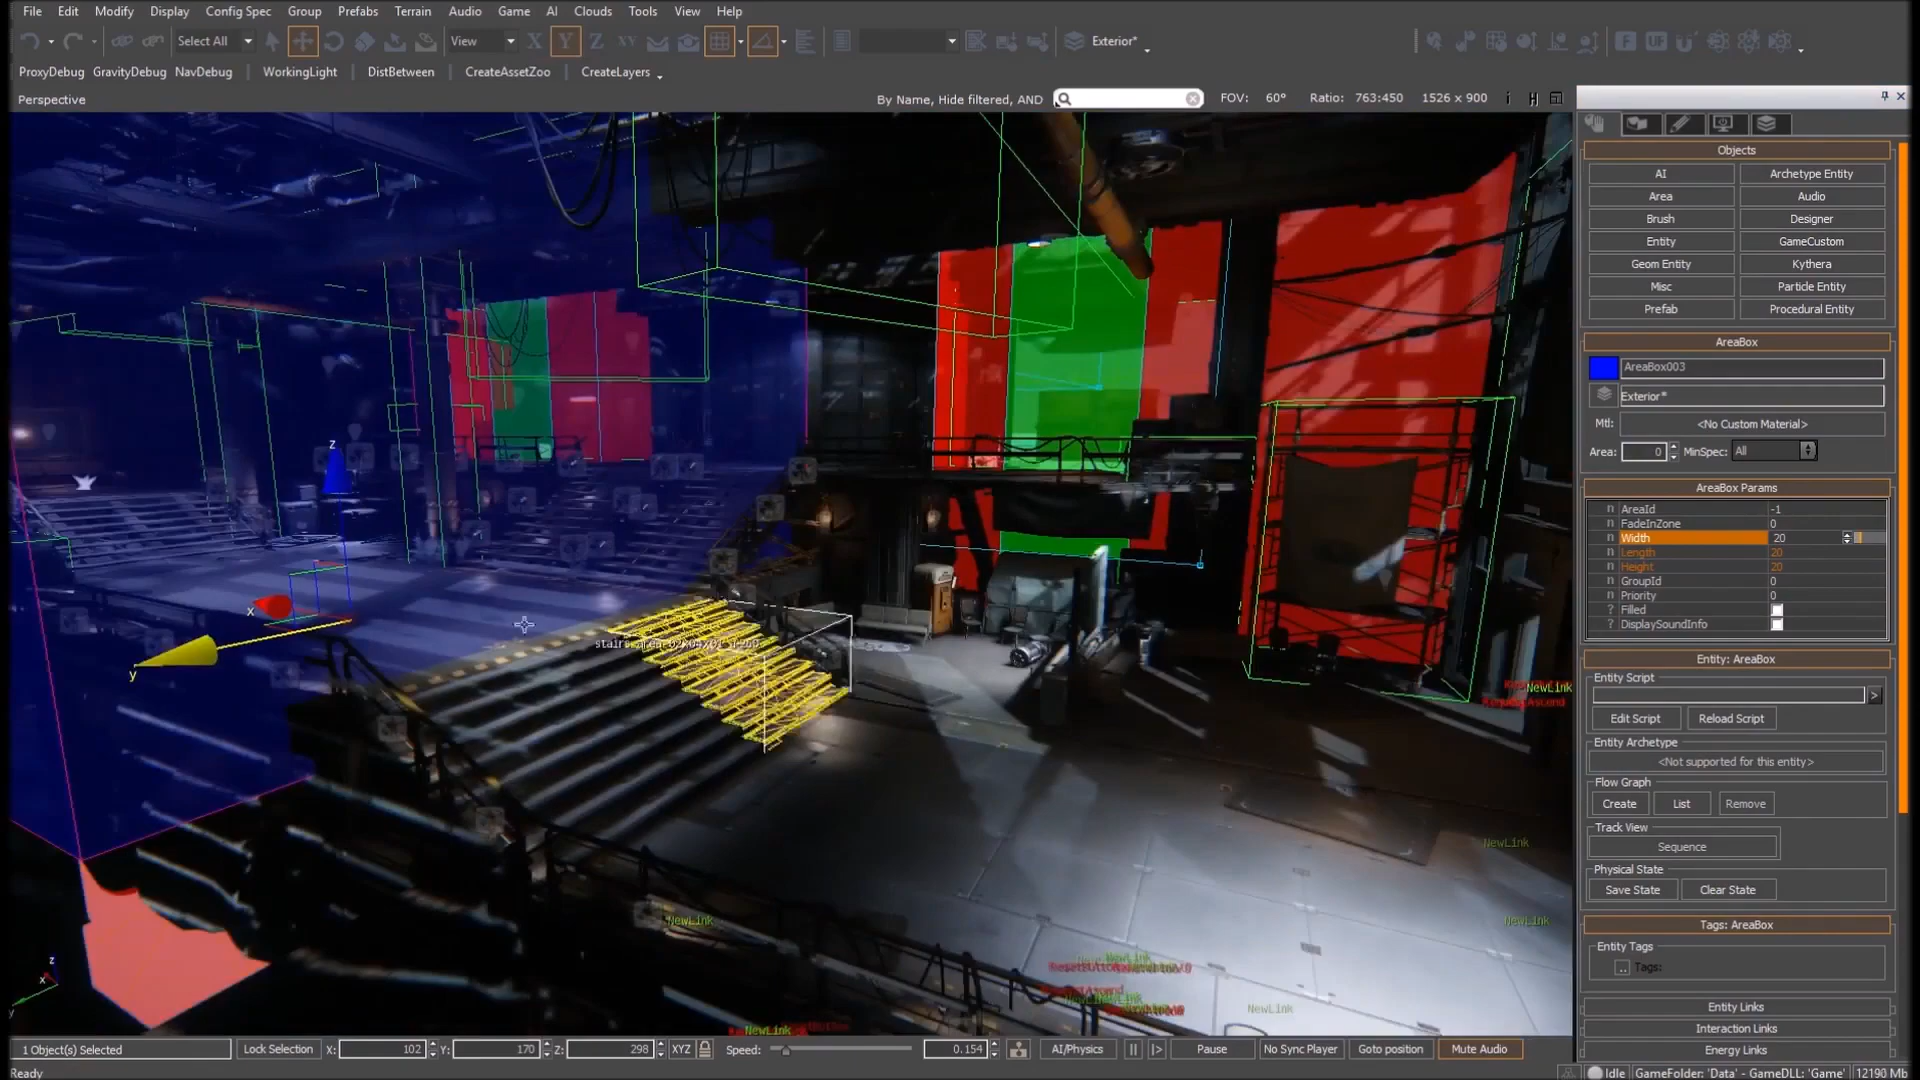 File Edit Modify Display Config Spec Group Prefabs Terrain Audio Game AI Clouds Tools View Help
Select All View X Y Z XY Exterior*
ProxyDebug GravityDebug NavDebug WorkingLight DistBetween CreateAssetZoo CreateLayers
Perspective By Name, Hide filtered, AND FOV: 60° Ratio: 763:450 1526 x 900
Objects
AI Archetype Entity
Area Audio
Brush Designer
Entity GameCustom
Geom Entity Kythera
Misc Particle Entity
Prefab Procedural Entity
AreaBox
AreaBox003
Exterior*
Mtl: <No Custom Material>
Area: 0 MinSpec: All
AreaBox Params
AreaId -1
FadeInZone 0
Width 20
Length 20
Height 20
GroupId 0
Priority 0
Filled
DisplaySoundInfo
Entity: AreaBox
Entity Script
Edit Script Reload Script
Entity Archetype
<Not supported for this entity>
Flow Graph
Create List Remove
Track View
Sequence
Physical State
Save State Clear State
Tags: AreaBox
Entity Tags
.. Tags:
Entity Links
Interaction Links
Energy Links
z
x
y
NewLink
NewLink
NewLink
NewLink
NewLink
NewLink
z
x
y
1 Object(s) Selected Lock Selection X: 102 Y: 170 Z: 298 XYZ Speed: 0.154 AI/Physics Pause No Sync Player Goto position Mute Audio
Ready Idle GameFolder: 'Data' - GameDLL: 'Game' 12190 Mb